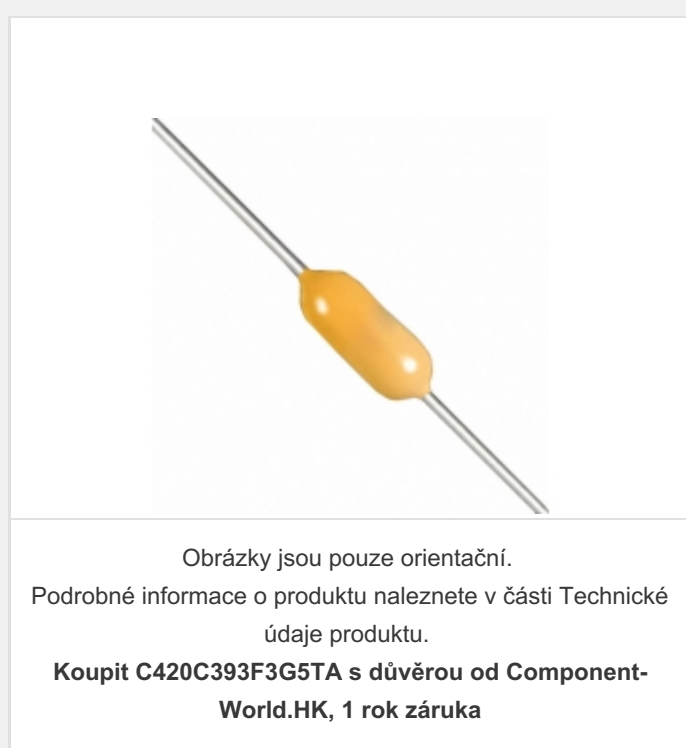 Obrázky jsou pouze orientační.
Podrobné informace o produktu naleznete v části Technické
údaje produktu.
Koupit C420C393F3G5TA s důvěrou od Component-
World.HK, 1 rok záruka